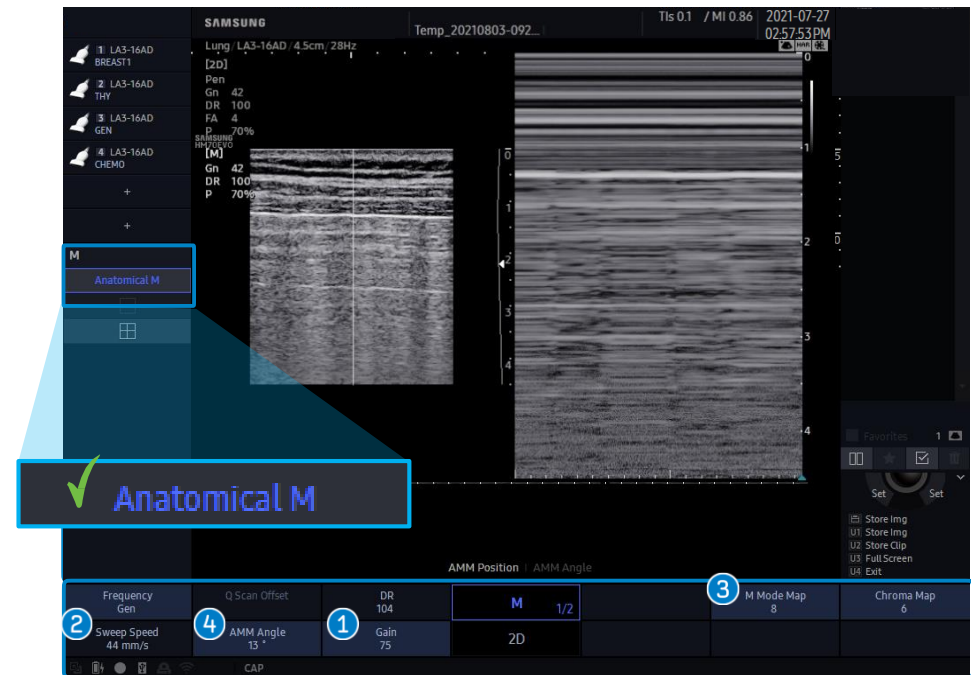 SAMSUNG
Temp_20210803-092...
TIs 0.1 / MI 0.86
2021-07-27
02:57:53PM
HAR
1 LA3-16AD
BREAST1
2 LA3-16AD
THY
3 LA3-16AD
GEN
4 LA3-16AD
CHEMO
+
+
M
Anatomical M
Lung/LA3-16AD/4.5cm/28Hz
[2D]
Pen
Gn 42
DR 100
FA 4
P 70%
SAMSUNG
HM70EVO
[M]
Gn 42
DR 100
P 70%
0
1
2
3
4
0
1
2
3
4
5
Anatomical M
AMM Position | AMM Angle
Favorites 1
Set Set
Store Img
U1 Store Img
U2 Store Clip
U3 Full Screen
U4 Exit
Frequency
Gen
Q Scan Offset
DR
104
M 1/2
3
M Mode Map
8
Chroma Map
6
2
Sweep Speed
44 mm/s
4
AMM Angle
13 °
1
Gain
75
2D
CAP